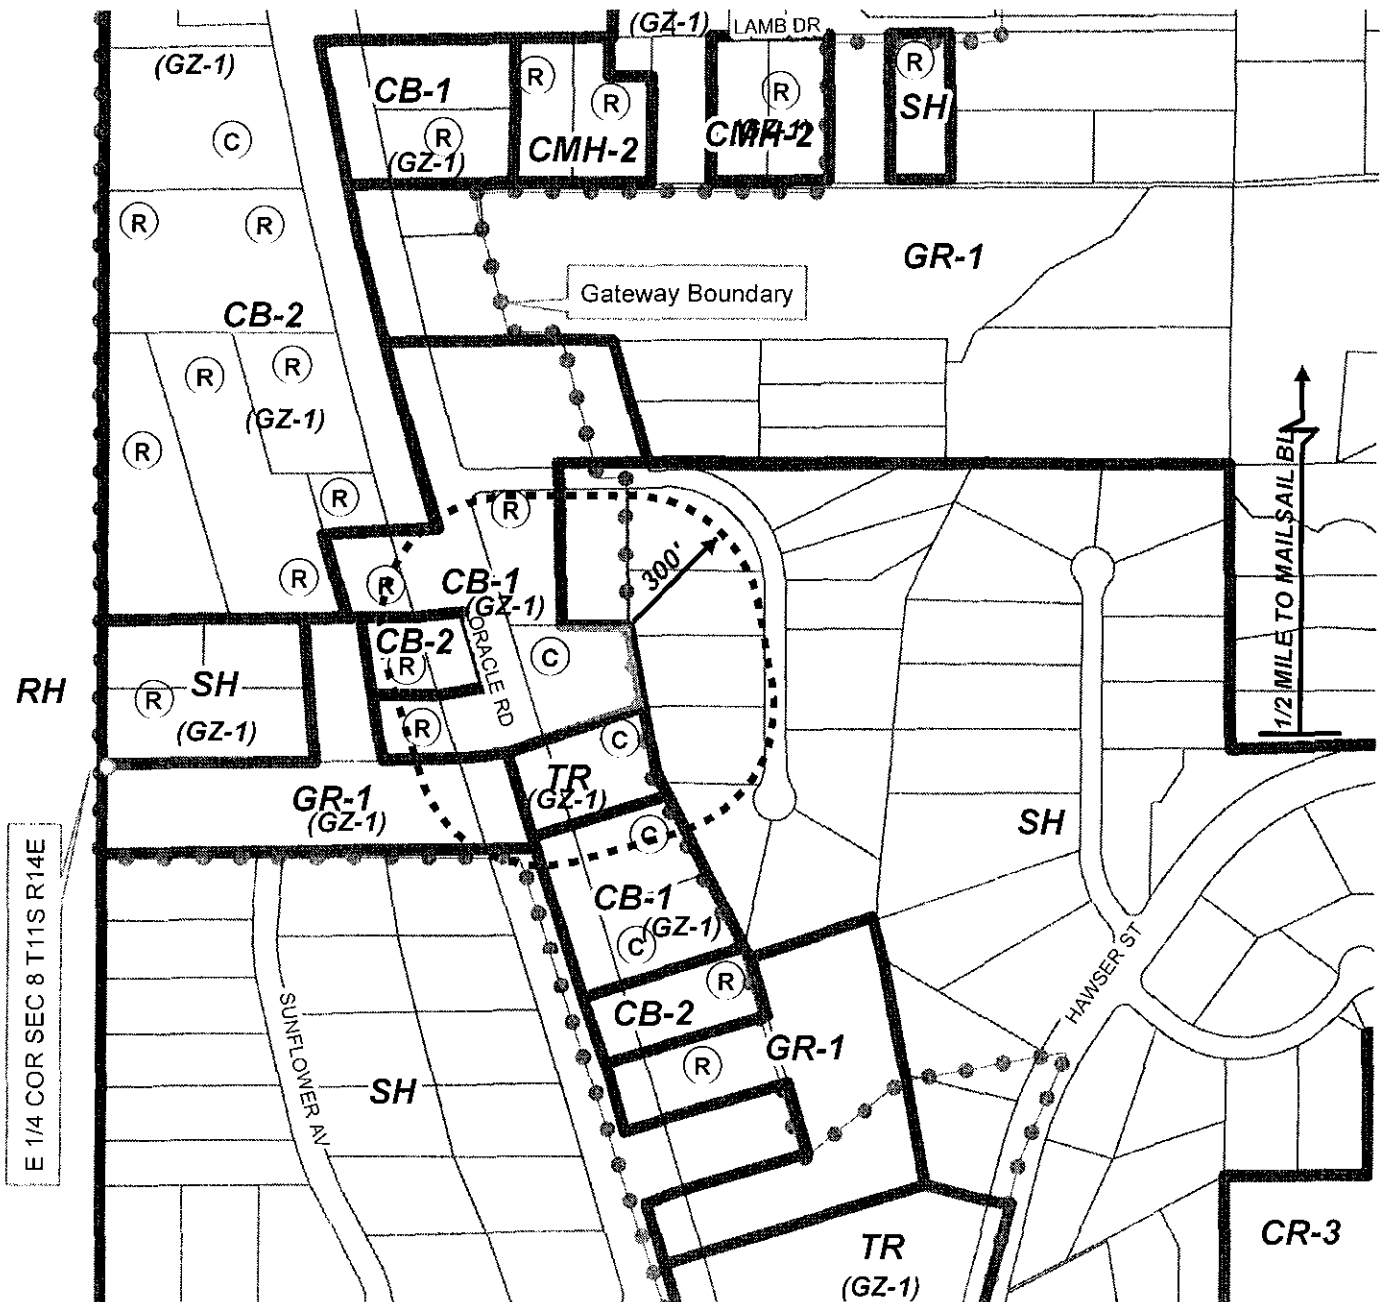 (GZ-1)
LAMB DR
(GZ-1)
CB-1
R
R
R
R
SH
C
R
(GZ-1)
CMH-2
CMH-2
(GZ-1)
R
R
GR-1
Gateway Boundary
CB-2
R
R
(GZ-1)
R
R
R
1/2 MILE TO MAILSAIL BL
300'
R
R
CB-1
(GZ-1)
CB-2
R
ORACLE RD
C
RH
SH
R
(GZ-1)
R
C
TR
(GZ-1)
GR-1
(GZ-1)
SH
C
E 1/4 COR SEC 8 T11S R14E
CB-1
(GZ-1)
C
R
HAWSER ST
CB-2
SUNFLOWER AV
GR-1
R
SH
CR-3
TR
(GZ-1)